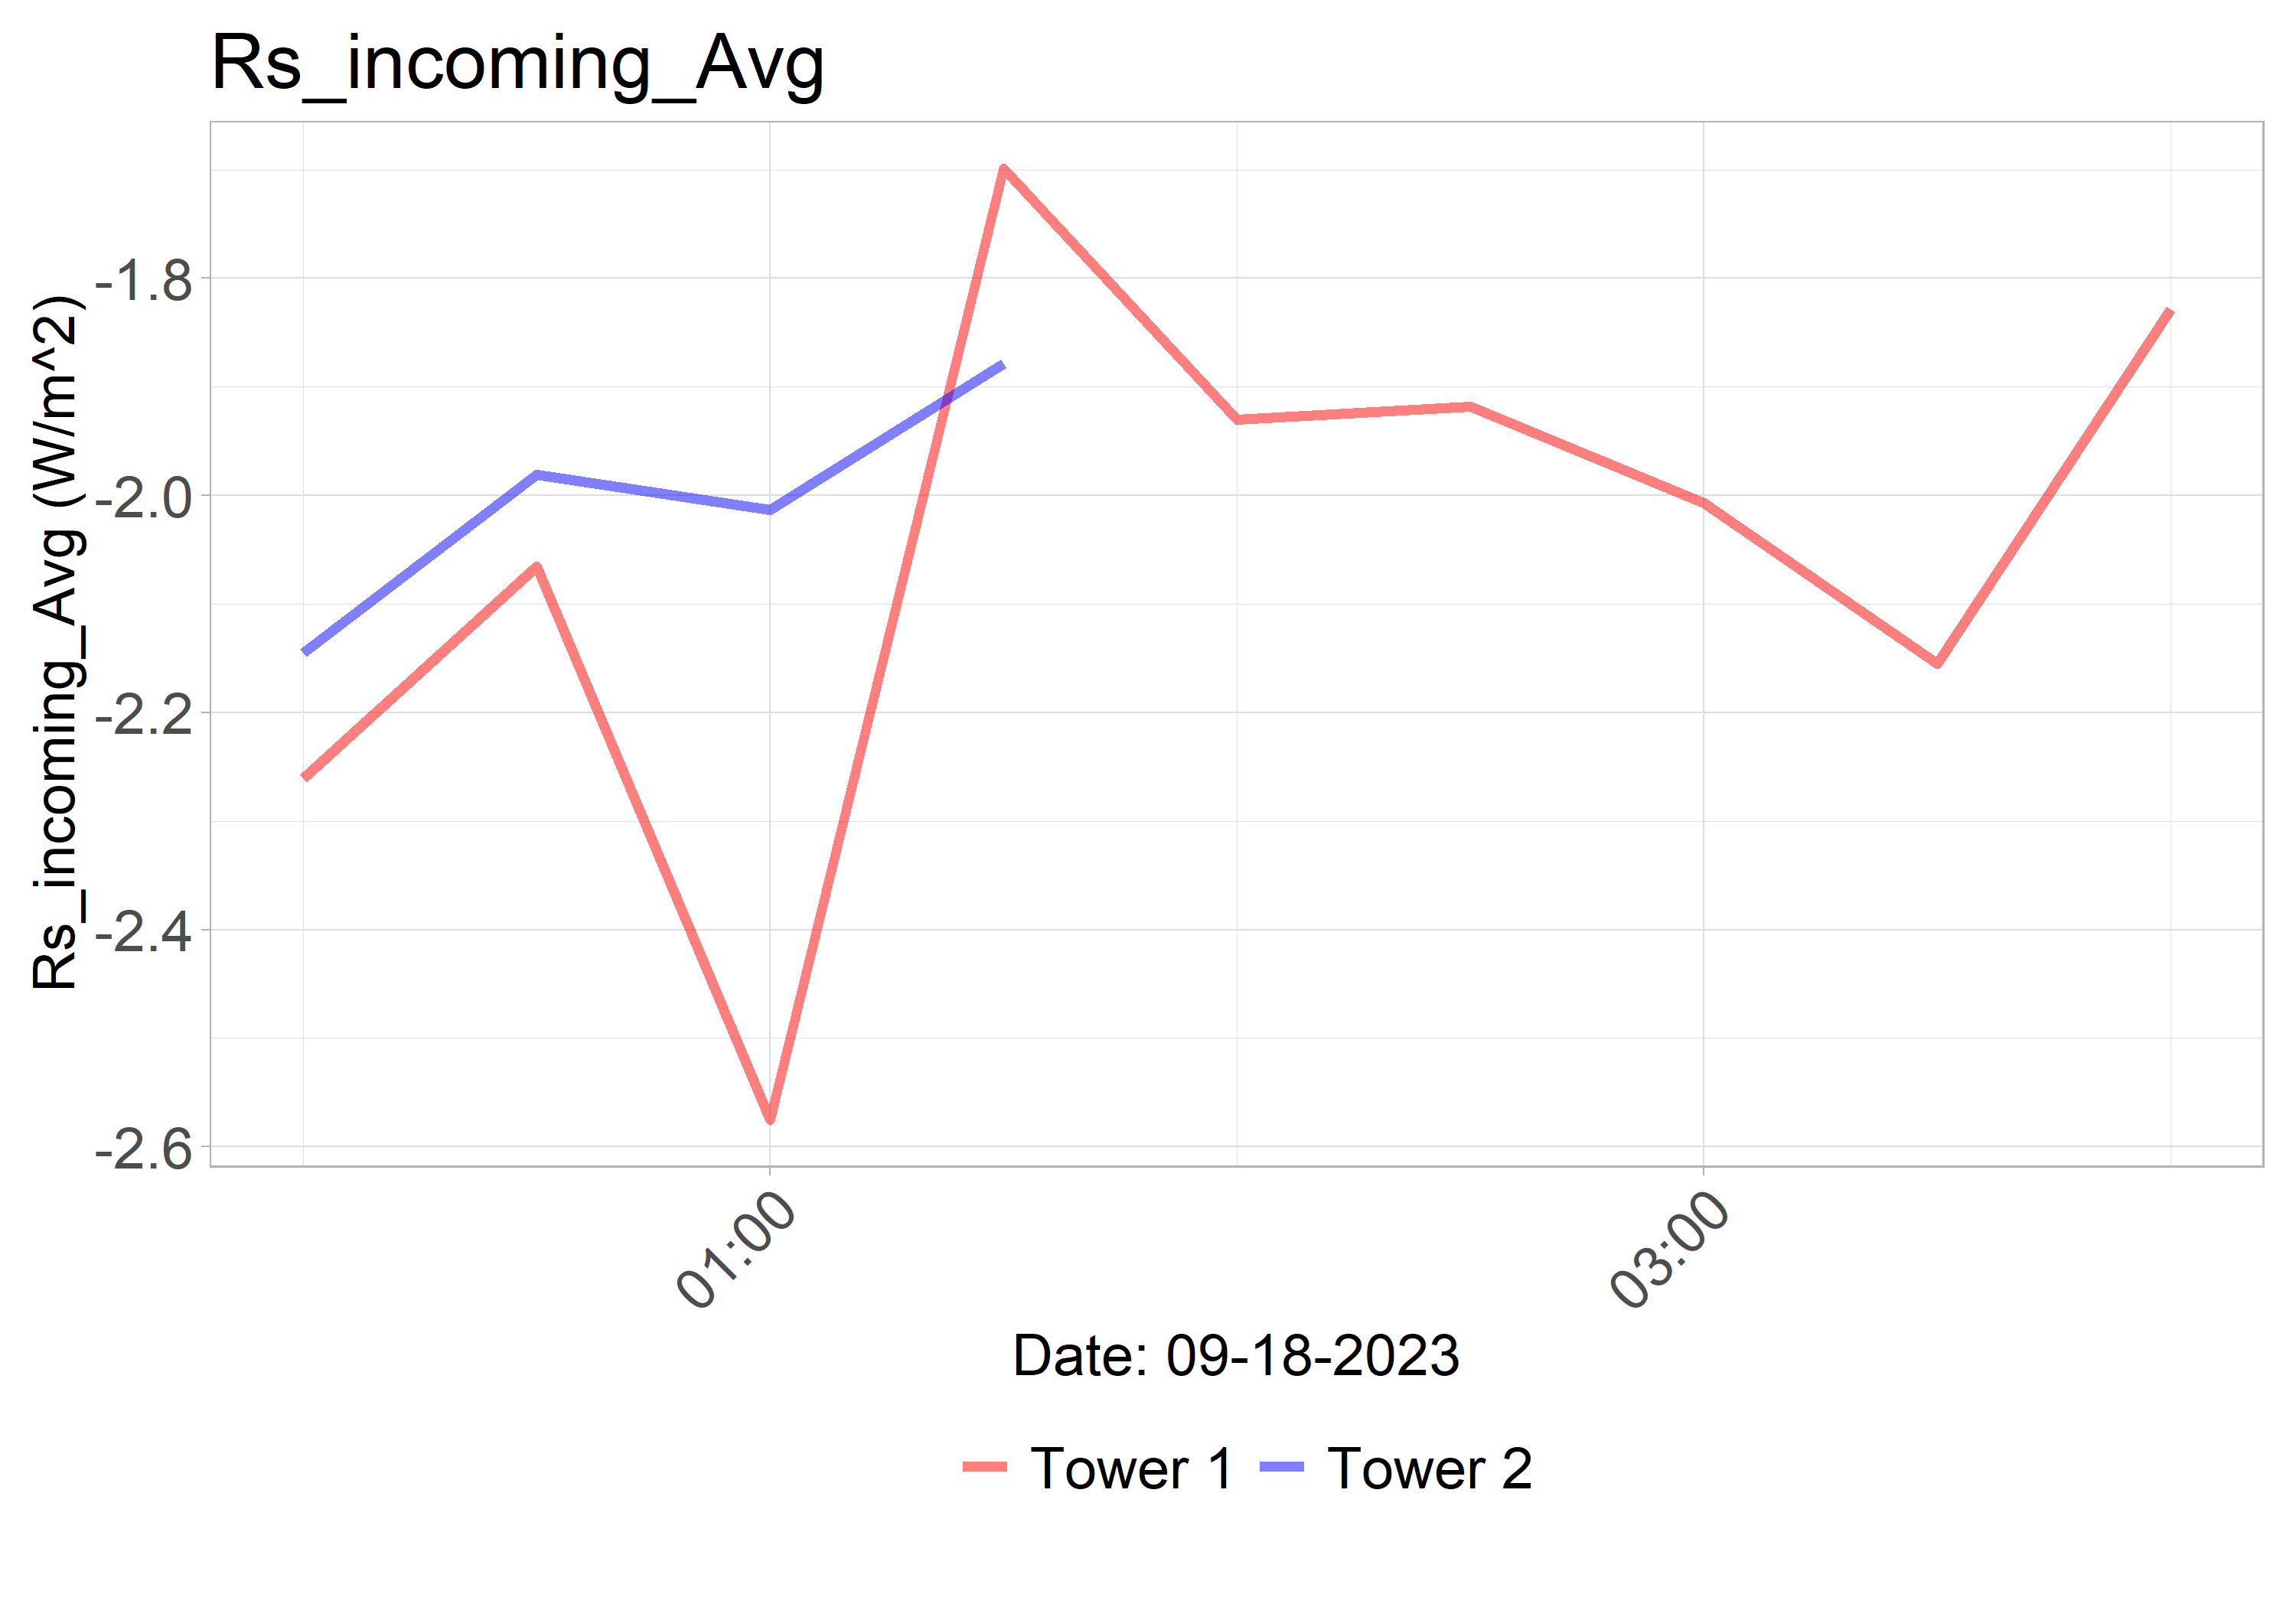 Rs_incoming_Avg
Rs_incoming_Avg (W/m^2)
-1.8
-2.0
-2.2
-2.4
-2.6
01:00
03:00
Date: 09-18-2023
Tower 1
Tower 2